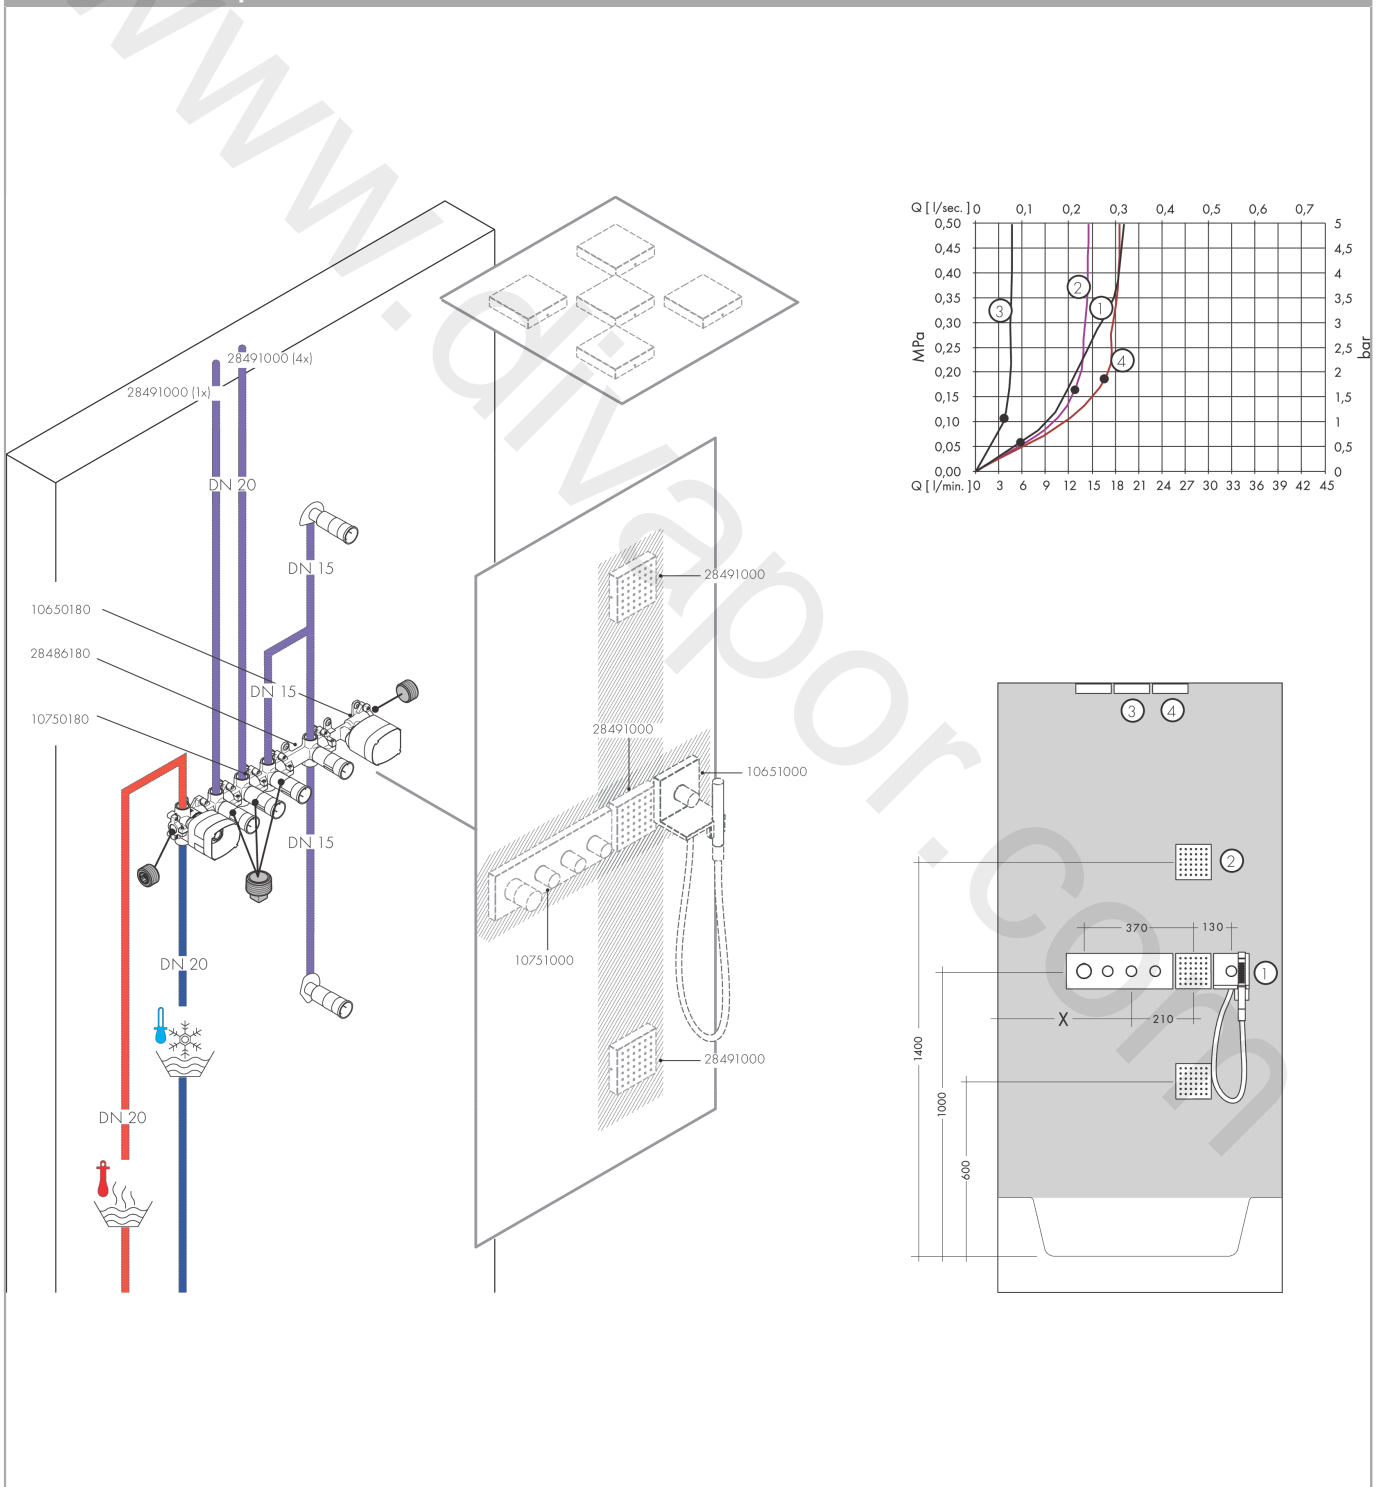 www.divapor.com
28491000 (4x)
28491000 (1x)
DN 20
DN 15
10650180
28486180
DN 15
10750180
DN 15
DN 20
DN 20
28491000
28491000
10651000
10751000
28491000
Q [ l/sec. ] 0 0,1 0,2 0,3 0,4 0,5 0,6 0,7
0,50 5
0,45 4,5
0,40 4
0,35 3,5
0,30 3
0,25 2,5
0,20 2
0,15 1,5
0,10 1
0,05 0,5
0,00 0
MPa
bar
Q [ l/min. ] 0 3 6 9 12 15 18 21 24 27 30 33 36 39 42 45
2
3
1
4
3 4
2
370 130
1
X 210
1400
1000
600